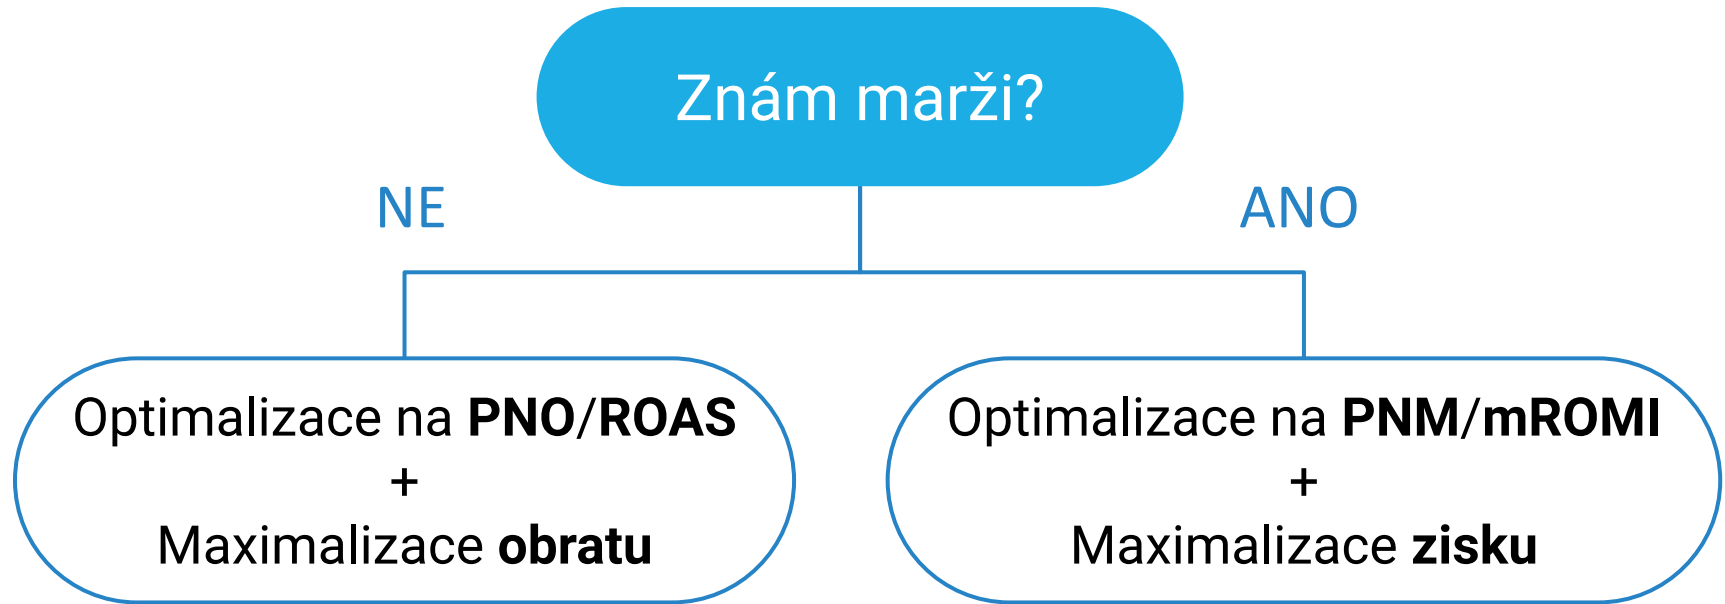 Znám marži?
NE
ANO
Optimalizace na PNO/ROAS
+
Maximalizace obratu
Optimalizace na PNM/mROMI
+
Maximalizace zisku